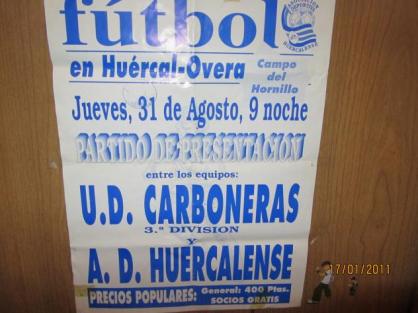 fútbol
en Huércal-Overa
Campo
del
Hornillo
Jueves, 31 de Agosto, 9 noche
PARTIDO DE PRESENTACION
entre los equipos:
U.D. CARBONERAS
3.ª DIVISION
y
A. D. HUERCALENSE
PRECIOS POPULARES: General: 400 Ptas.
SOCIOS GRATIS
17/01/2011